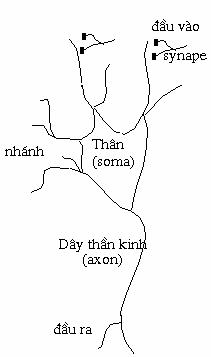 đầu vào
synape
Thân
(soma)
nhánh
Dây thần kinh
(axon)
đầu ra